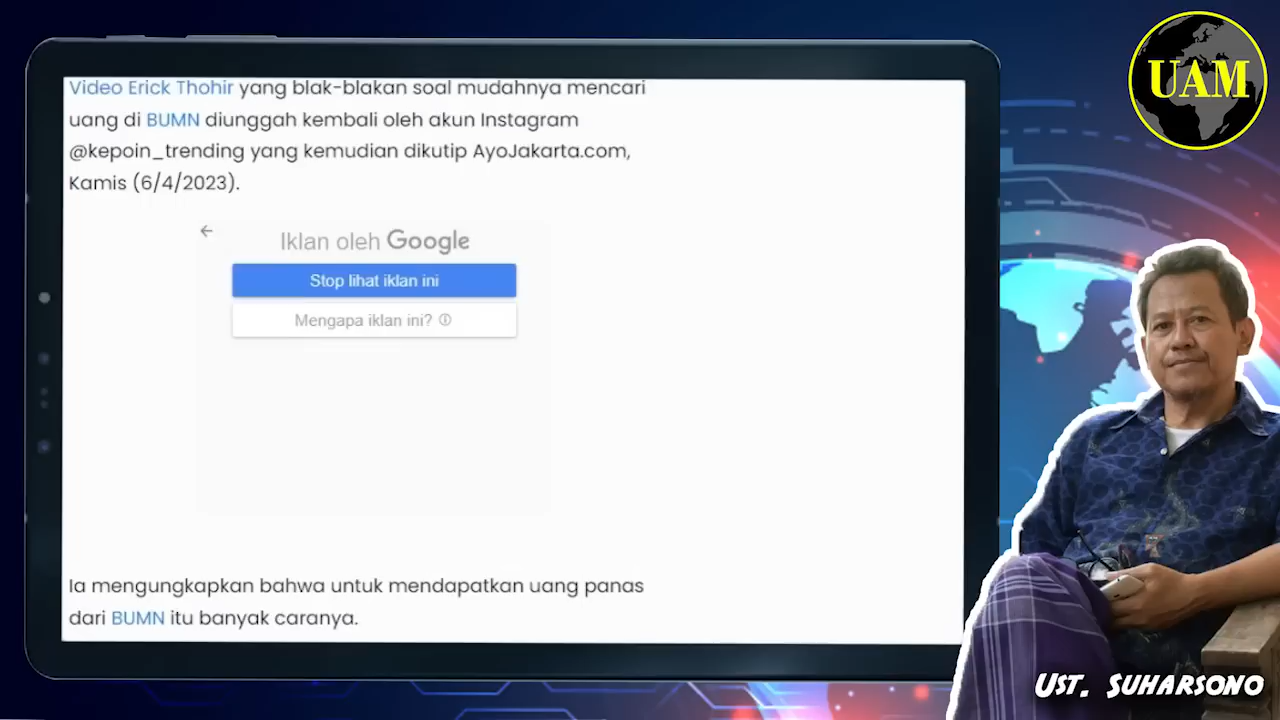 Video Erick Thohir yang blak-blakan soal mudahnya mencari
uang di BUMN diunggah kembali oleh akun Instagram
@kepoin_trending yang kemudian dikutip AyoJakarta.com,
Kamis (6/4/2023).
Iklan oleh Google
Stop lihat iklan ini
Mengapa iklan ini?
Ia mengungkapkan bahwa untuk mendapatkan uang panas
dari BUMN itu banyak caranya.
UAM
UST. SUHARSONO